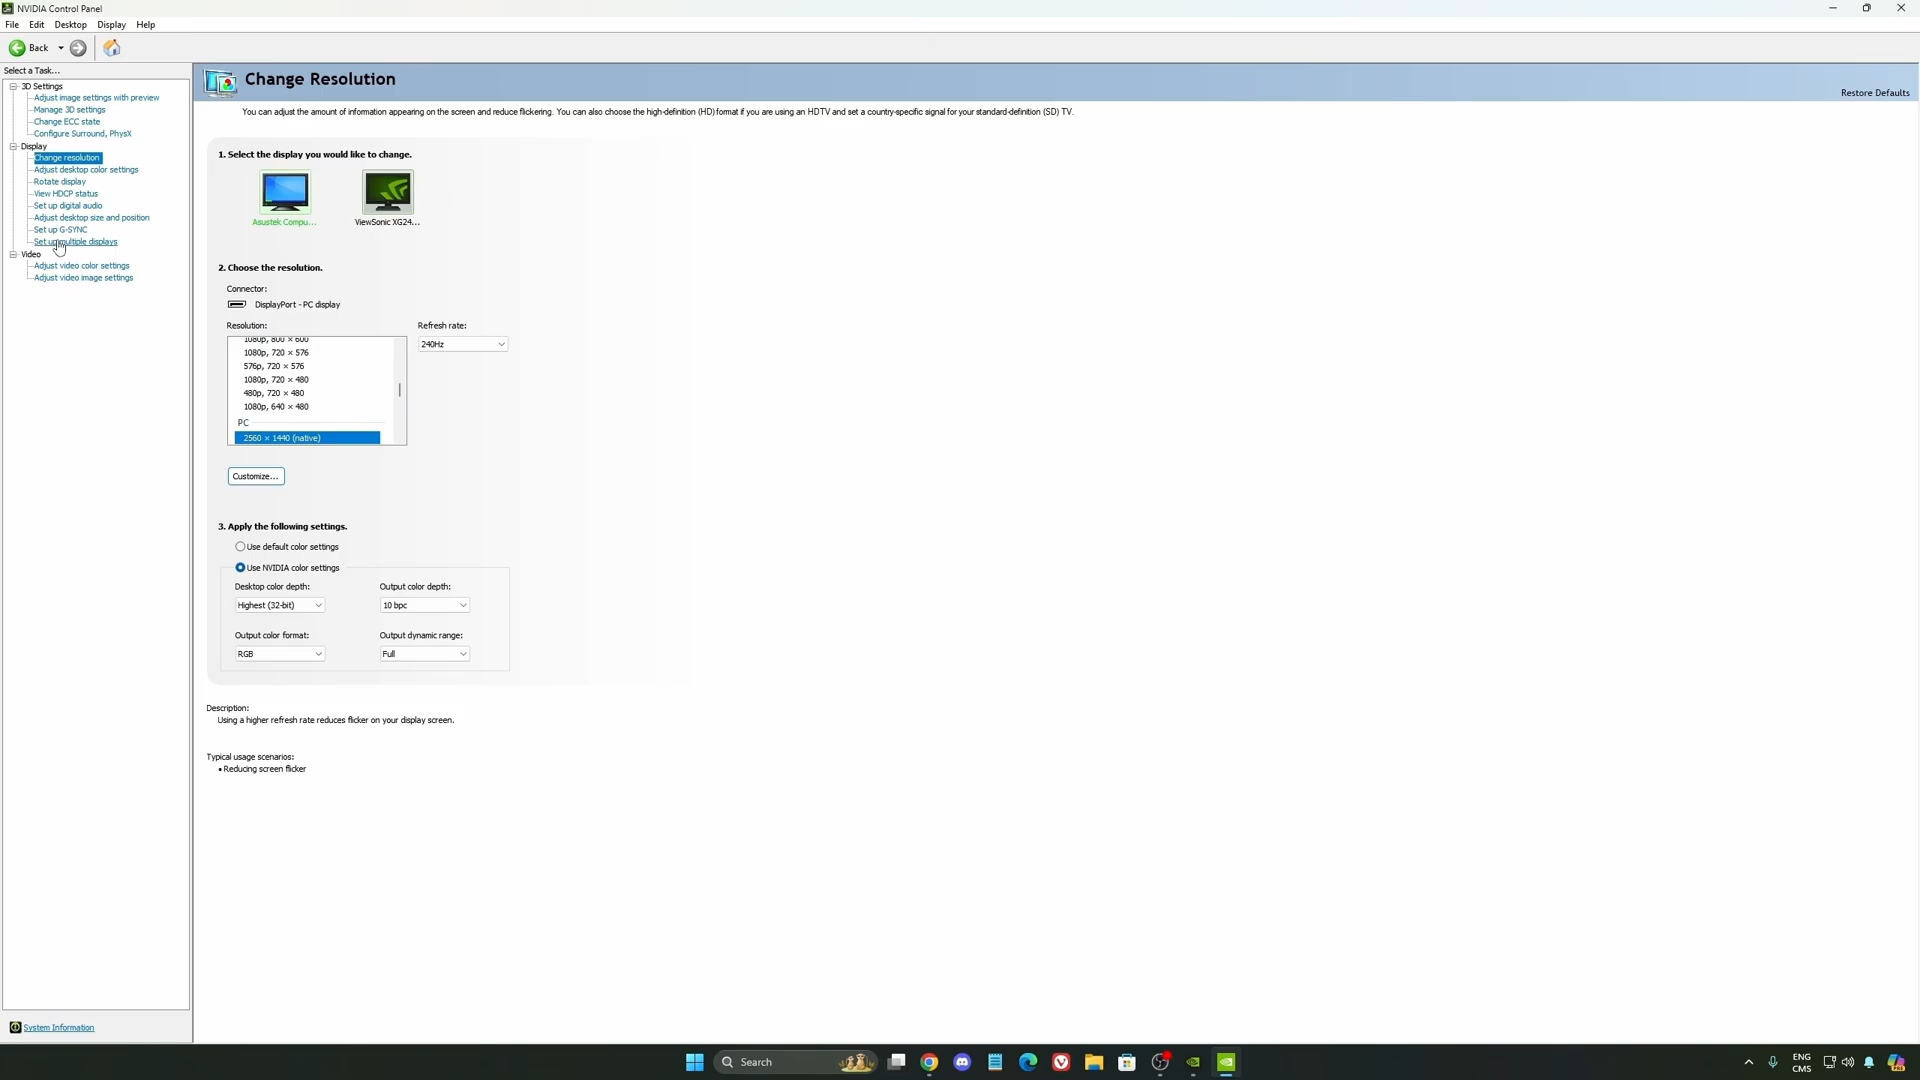 NVIDIA Control Panel
File Edit Desktop Display Help
Back
Select a Task...
3D Settings
Adjust image settings with preview
Manage 3D settings
Change ECC state
Configure Surround, PhysX
Display
Change resolution
Adjust desktop color settings
Rotate display
View HDCP status
Set up digital audio
Adjust desktop size and position
Set up G-SYNC
Set up multiple displays
Video
Adjust video color settings
Adjust video image settings
System Information
Change Resolution
Restore Defaults
You can adjust the amount of information appearing on the screen and reduce flickering. You can also choose the high-definition (HD) format if you are using an HDTV and set a country-specific signal for your standard-definition (SD) TV.
1. Select the display you would like to change.
Asustek Compu... ViewSonic XG24...
2. Choose the resolution.
Connector:
DisplayPort - PC display
Resolution: Refresh rate:
240Hz
1080p, 800 × 600
1080p, 720 × 576
576p, 720 × 576
1080p, 720 × 480
480p, 720 × 480
1080p, 640 × 480
PC
2560 × 1440 (native)
Customize...
3. Apply the following settings.
Use default color settings
Use NVIDIA color settings
Desktop color depth: Output color depth:
Highest (32-bit) 10 bpc
Output color format: Output dynamic range:
RGB Full
Description:
Using a higher refresh rate reduces flicker on your display screen.
Typical usage scenarios:
• Reducing screen flicker
Search
ENG
CMS
PRE